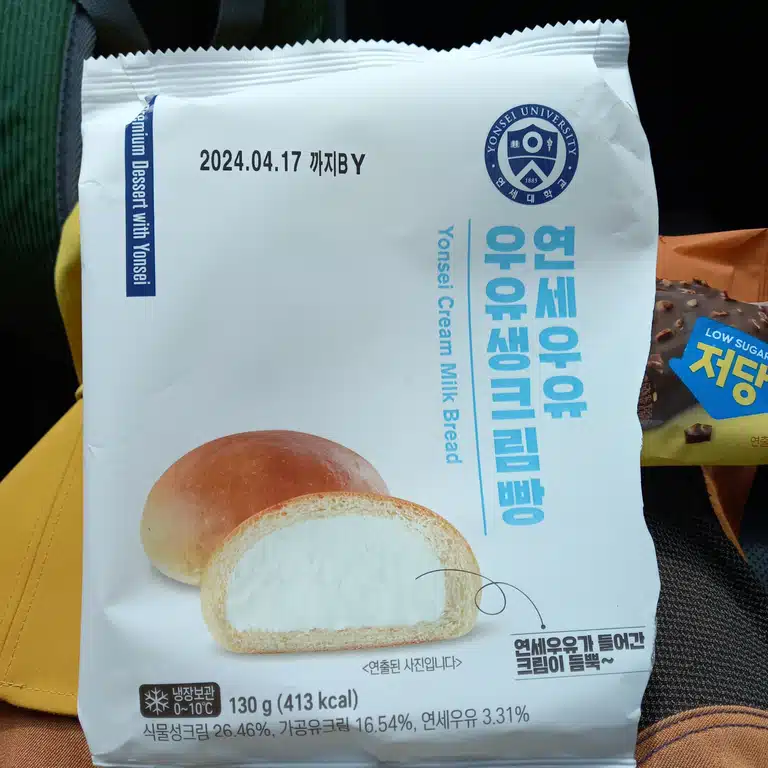 Premium Dessert with Yonsei
2024.04.17 까지BY
YONSEI UNIVERSITY
1885
연세대학교
연세우유
우유생크림빵
Yonsei Cream Milk Bread
LOW SUGAR
저당
연세우유가 들어간
크림이 듬뿍~
<연출된 사진입니다>
냉장보관
0~10℃
130 g (413 kcal)
식물성크림 26.46%, 가공유크림 16.54%, 연세우유 3.31%